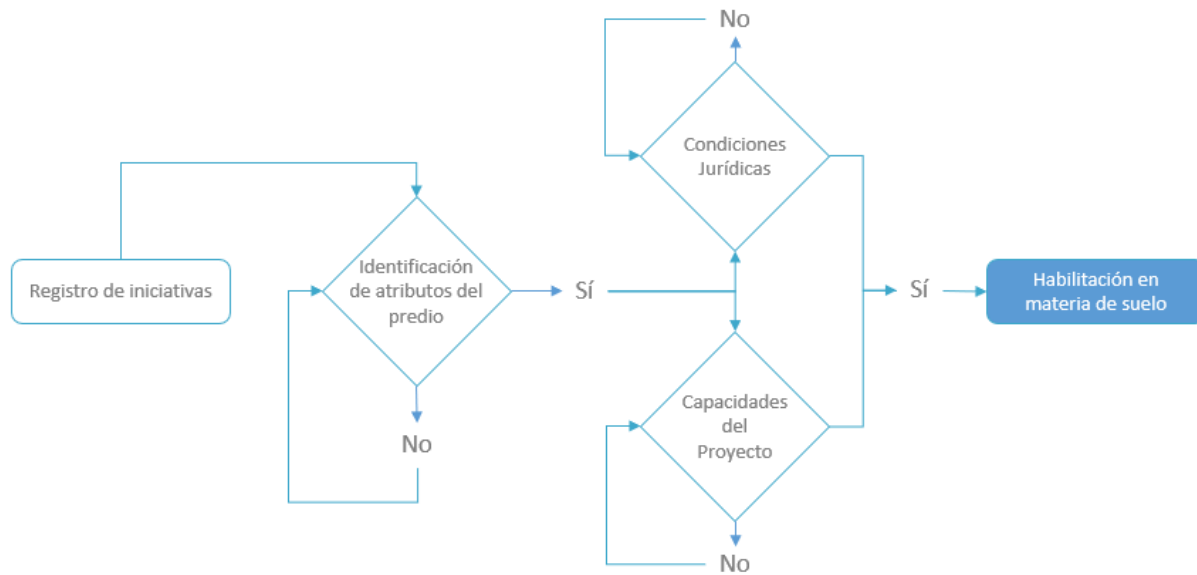 Registro de iniciativas
Identificación
de atributos del
predio
No
Sí
No
Condiciones
Jurídicas
Capacidades
del
Proyecto
No
Sí
Habilitación en
materia de suelo